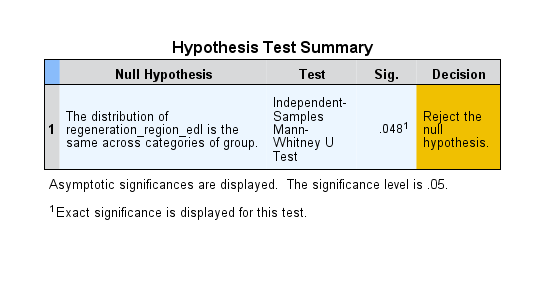 Hypothesis Test Summary
Null Hypothesis Test Sig. Decision
1 The distribution of
regeneration_region_edl is the
same across categories of group.
Independent-
Samples
Mann-
Whitney U
Test
.048¹
Reject the
null
hypothesis.
Asymptotic significances are displayed. The significance level is .05.
¹Exact significance is displayed for this test.